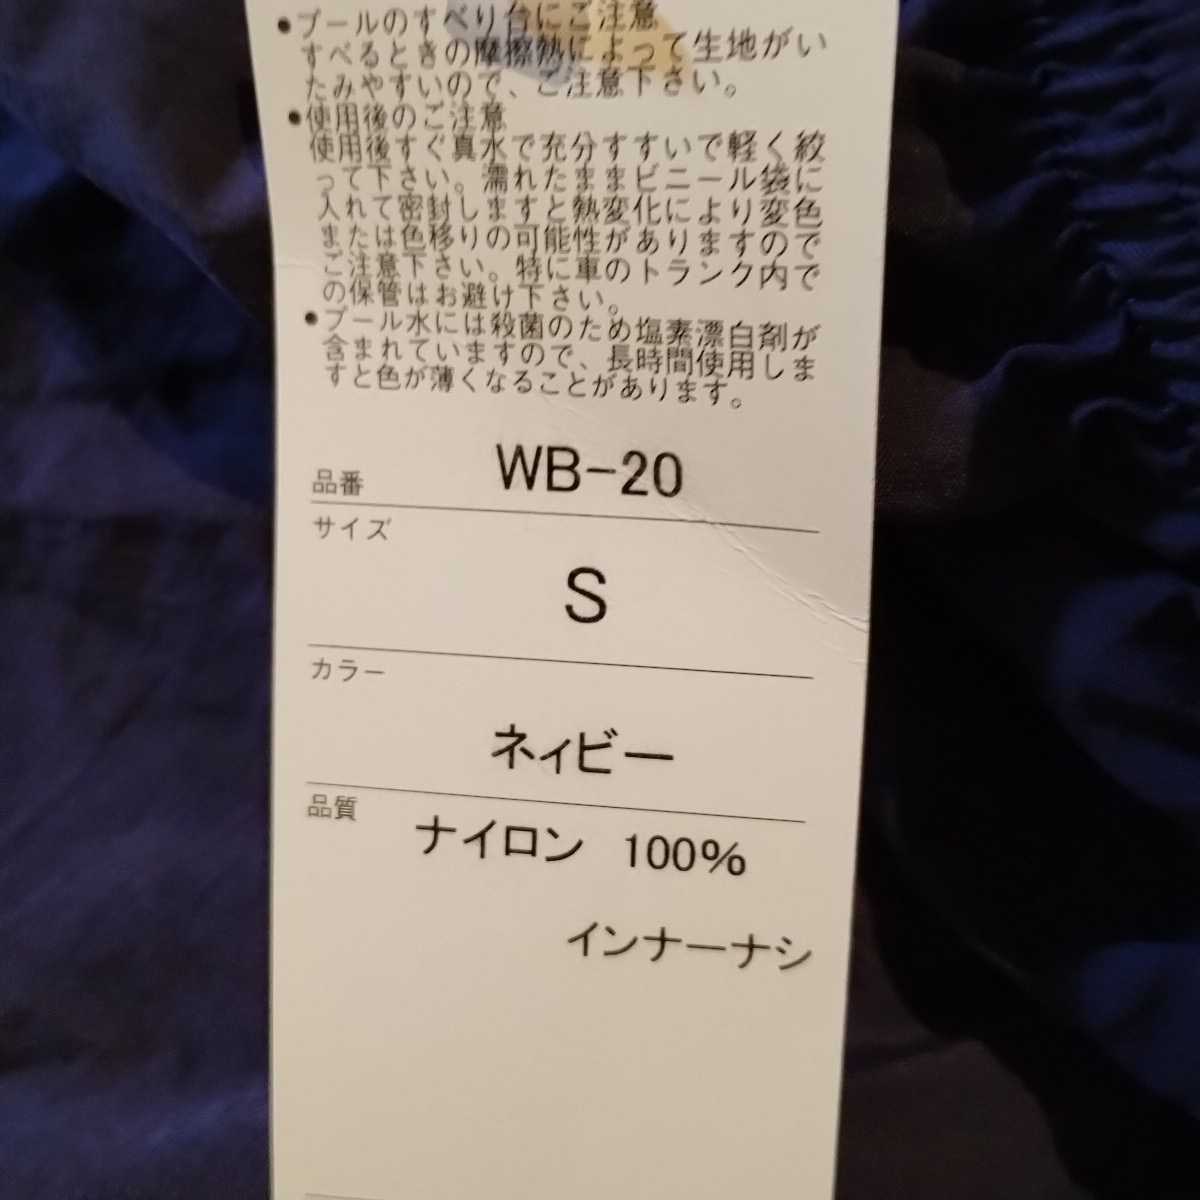 ●プールのすべり台にご注意
すべるときの摩擦熱によって生地がい
たみやすいので、ご注意下さい。
●使用後のご注意
使用後すぐ真水で充分すすいで軽く絞
って下さい。濡れたままビニール袋に
入れて密封しますと熱変化により変色
または色移りの可能性がありますので
ご注意下さい。特に車のトランク内で
の保管はお避け下さい。
●プール水には殺菌のため塩素漂白剤が
含まれていますので、長時間使用しま
すと色が薄くなることがあります。
品番 WB-20
サイズ
S
カラー
ネィビー
品質
ナイロン 100%
インナーナシ